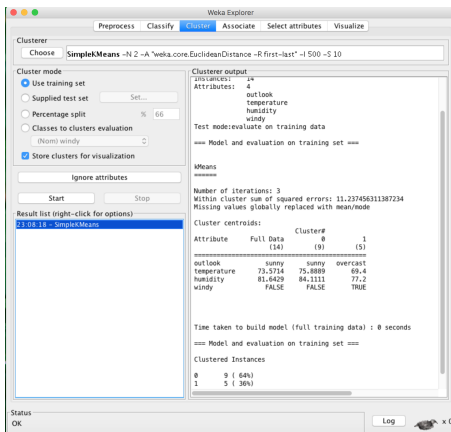 Weka Explorer
Preprocess Classify Cluster Associate Select attributes Visualize
Clusterer
Choose SimpleKMeans -N 2 -A "weka.core.EuclideanDistance -R first-last" -I 500 -S 10
Cluster mode
Use training set
Supplied test set Set...
Percentage split % 66
Classes to clusters evaluation
(Nom) windy
Store clusters for visualization
Ignore attributes
Start Stop
Result list (right-click for options)
23:08:18 - SimpleKMeans
Clusterer output
Instances: 14
Attributes: 4
outlook
temperature
humidity
windy
Test mode:evaluate on training data
=== Model and evaluation on training set ===
kMeans
======
Number of iterations: 3
Within cluster sum of squared errors: 11.237456311387234
Missing values globally replaced with mean/mode
Cluster centroids:
Cluster#
Attribute Full Data 0 1
(14) (9) (5)
==============================================
outlook sunny sunny overcast
temperature 73.5714 75.8889 69.4
humidity 81.6429 84.1111 77.2
windy FALSE FALSE TRUE
Time taken to build model (full training data) : 0 seconds
=== Model and evaluation on training set ===
Clustered Instances
0 9 ( 64%)
1 5 ( 36%)
Status
OK
Log
x 0